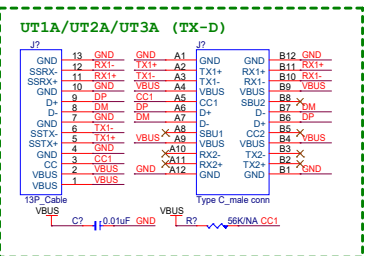 UT1A/UT2A/UT3A (TX-D)
J? J?
GND 13 GND GND A1 GND GND B12 GND
SSRX- 12 RX1- TX1+ A2 TX1+ RX1+ B11 RX1+
SSRX+ 11 RX1+ TX1- A3 TX1- RX1- B10 RX1-
GND 10 GND VBUS A4 VBUS VBUS B9 VBUS
D+ 9 DP CC1 A5 CC1 SBU2 B8
D- 8 DM DP A6 D+ D- B7 DM
GND 7 GND DM A7 D- D+ B6 DP
SSTX- 6 TX1- A8 SBU1 CC2 B5
SSTX+ 5 TX1+ VBUS A9 VBUS VBUS B4 VBUS
GND 4 GND A10 RX2- TX2- B3
CC 3 CC1 A11 RX2+ TX2+ B2
VBUS 2 VBUS GND A12 GND GND B1 GND
VBUS 1 VBUS
13P_Cable Type C_male conn
VBUS VBUS
C? 0.01uF GND R? 56K/NA CC1